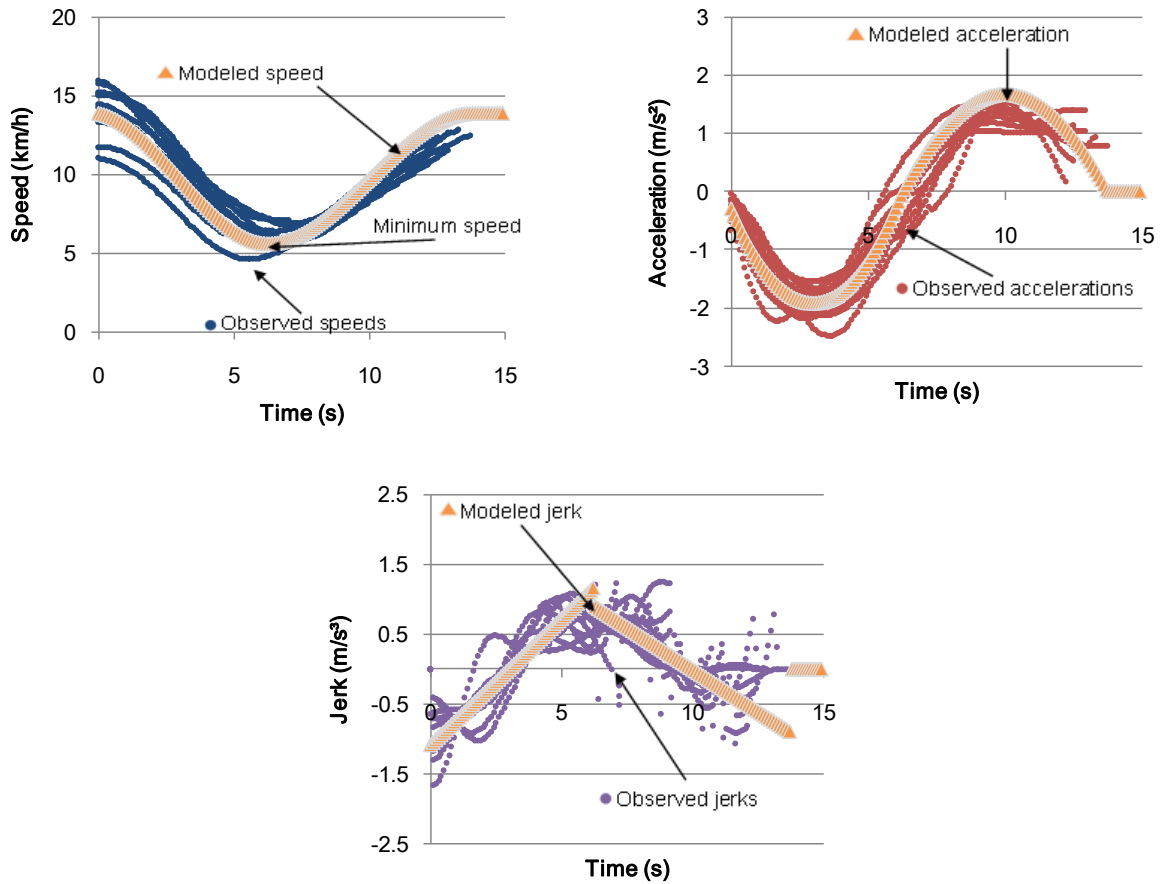 20
15
10
5
0
Speed (km/h)
Modeled speed
Minimum speed
Observed speeds
0
5
10
15
Time (s)
3
2
1
0
-1
-2
-3
Acceleration (m/s²)
Modeled acceleration
Observed accelerations
0
5
10
15
Time (s)
2.5
1.5
0.5
-0.5
-1.5
-2.5
Jerk (m/s³)
Modeled jerk
Observed jerks
0
5
10
15
Time (s)